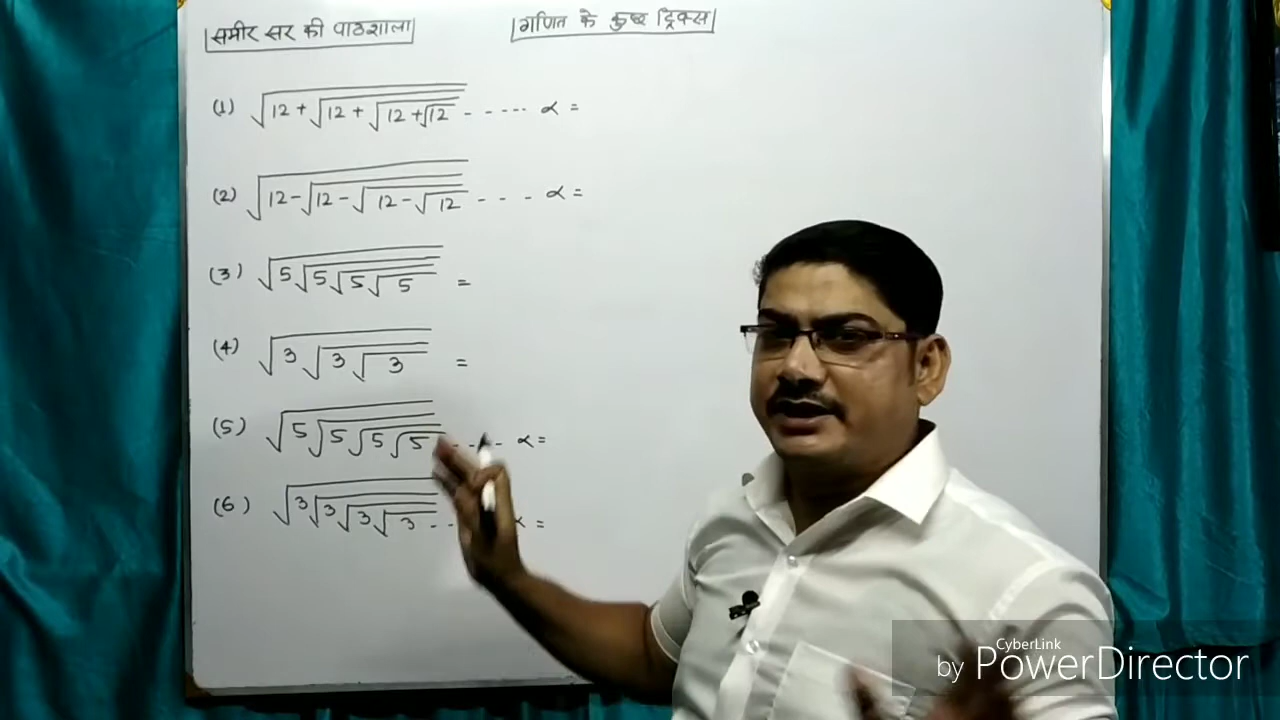 समीर सर की पाठशाला
गणित के कुछ ट्रिक्स
(1) √12 + √12 + √12 + √12 - - - - - ∝ =
(2) √12 - √12 - √12 - √12 - - - ∝ =
(3) √5√5√5√5 =
(4) √3√3√3 =
(5) √5√5√5√5 - - - - ∝ =
(6) √3√3√3√3 - - ∝ =
CyberLink
by PowerDirector